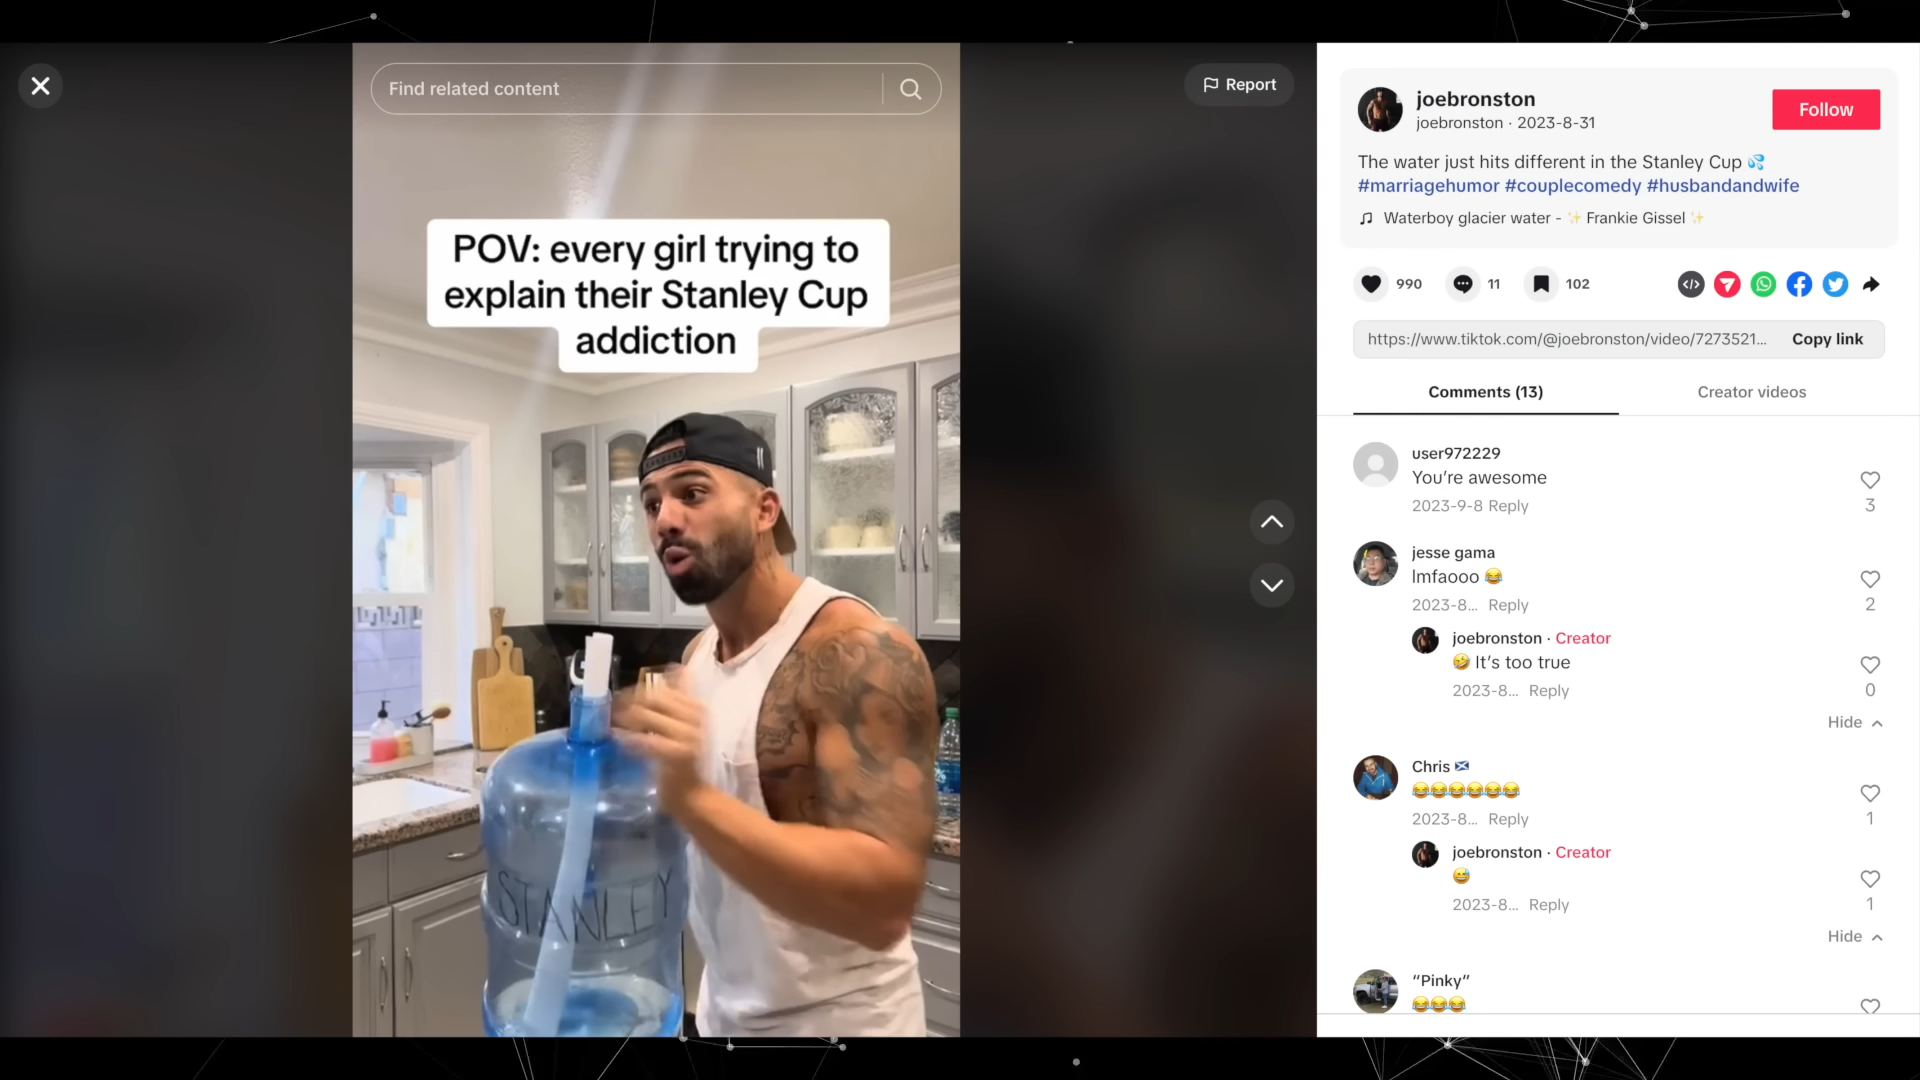 Find related content
Report
POV: every girl trying to
explain their Stanley Cup
addiction
STANLEY
joebronston
joebronston · 2023-8-31
Follow
The water just hits different in the Stanley Cup 💦
#marriagehumor #couplecomedy #husbandandwife
Waterboy glacier water - ✨ Frankie Gissel ✨
990
11
102
https://www.tiktok.com/@joebronston/video/7273521...
Copy link
Comments (13)
Creator videos
user972229
You’re awesome
2023-9-8 Reply
3
jesse gama
lmfaooo 😂
2023-8... Reply
2
joebronston · Creator
🤣 It’s too true
2023-8... Reply
0
Hide
Chris 🏴󠁧󠁢󠁳󠁣󠁴󠁿
😂😂😂😂😂😂
2023-8... Reply
1
joebronston · Creator
😅
2023-8... Reply
1
Hide
“Pinky”
😂😂😂